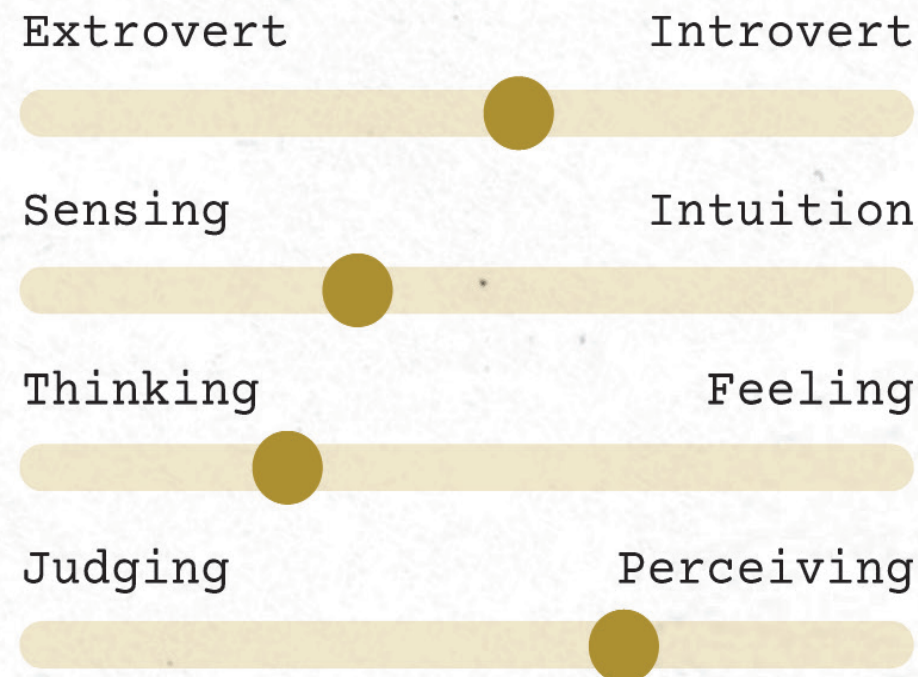 Extrovert Introvert
Sensing Intuition
Thinking Feeling
Judging Perceiving